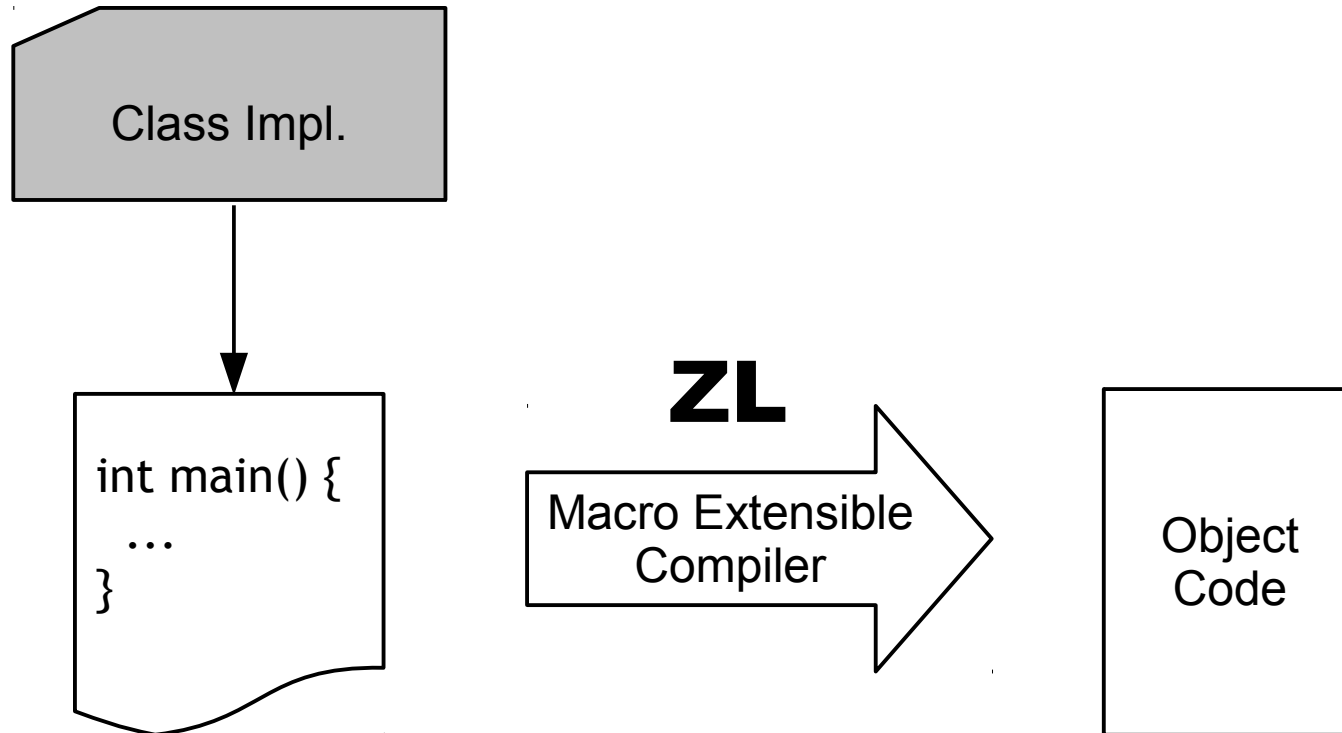 Class Impl.
int main() {
...
}
ZL
Macro Extensible
Compiler
Object
Code